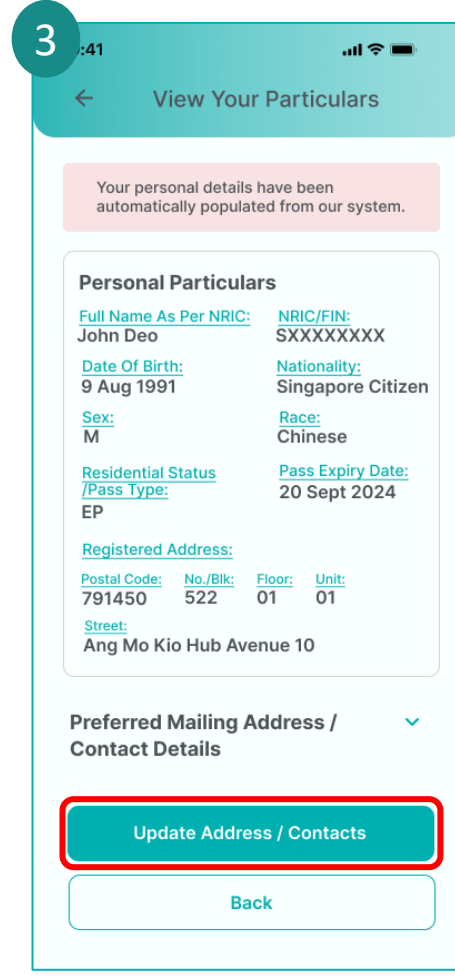 3
:41
View Your Particulars
Your personal details have been
automatically populated from our system.
Personal Particulars
Full Name As Per NRIC: NRIC/FIN:
John Deo SXXXXXXXX
Date Of Birth: Nationality:
9 Aug 1991 Singapore Citizen
Sex: Race:
M Chinese
Residential Status Pass Expiry Date:
/Pass Type: 20 Sept 2024
EP
Registered Address:
Postal Code: No./Blk: Floor: Unit:
791450 522 01 01
Street:
Ang Mo Kio Hub Avenue 10
Preferred Mailing Address /
Contact Details
Update Address / Contacts
Back